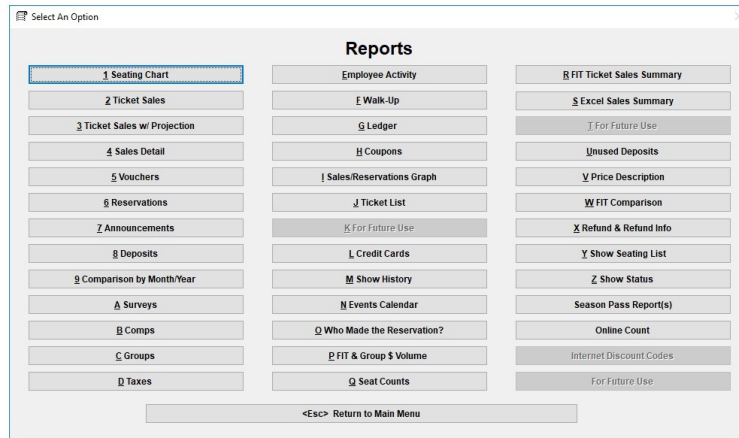 Select An Option
Reports
1 Seating Chart
2 Ticket Sales
3 Ticket Sales w/ Projection
4 Sales Detail
5 Vouchers
6 Reservations
7 Announcements
8 Deposits
9 Comparison by Month/Year
A Surveys
B Comps
C Groups
D Taxes
Employee Activity
F Walk-Up
G Ledger
H Coupons
I Sales/Reservations Graph
J Ticket List
K For Future Use
L Credit Cards
M Show History
N Events Calendar
O Who Made the Reservation?
P FIT & Group $ Volume
Q Seat Counts
R FIT Ticket Sales Summary
S Excel Sales Summary
T For Future Use
Unused Deposits
V Price Description
W FIT Comparison
X Refund & Refund Info
Y Show Seating List
Z Show Status
Season Pass Report(s)
Online Count
Internet Discount Codes
For Future Use
<Esc> Return to Main Menu